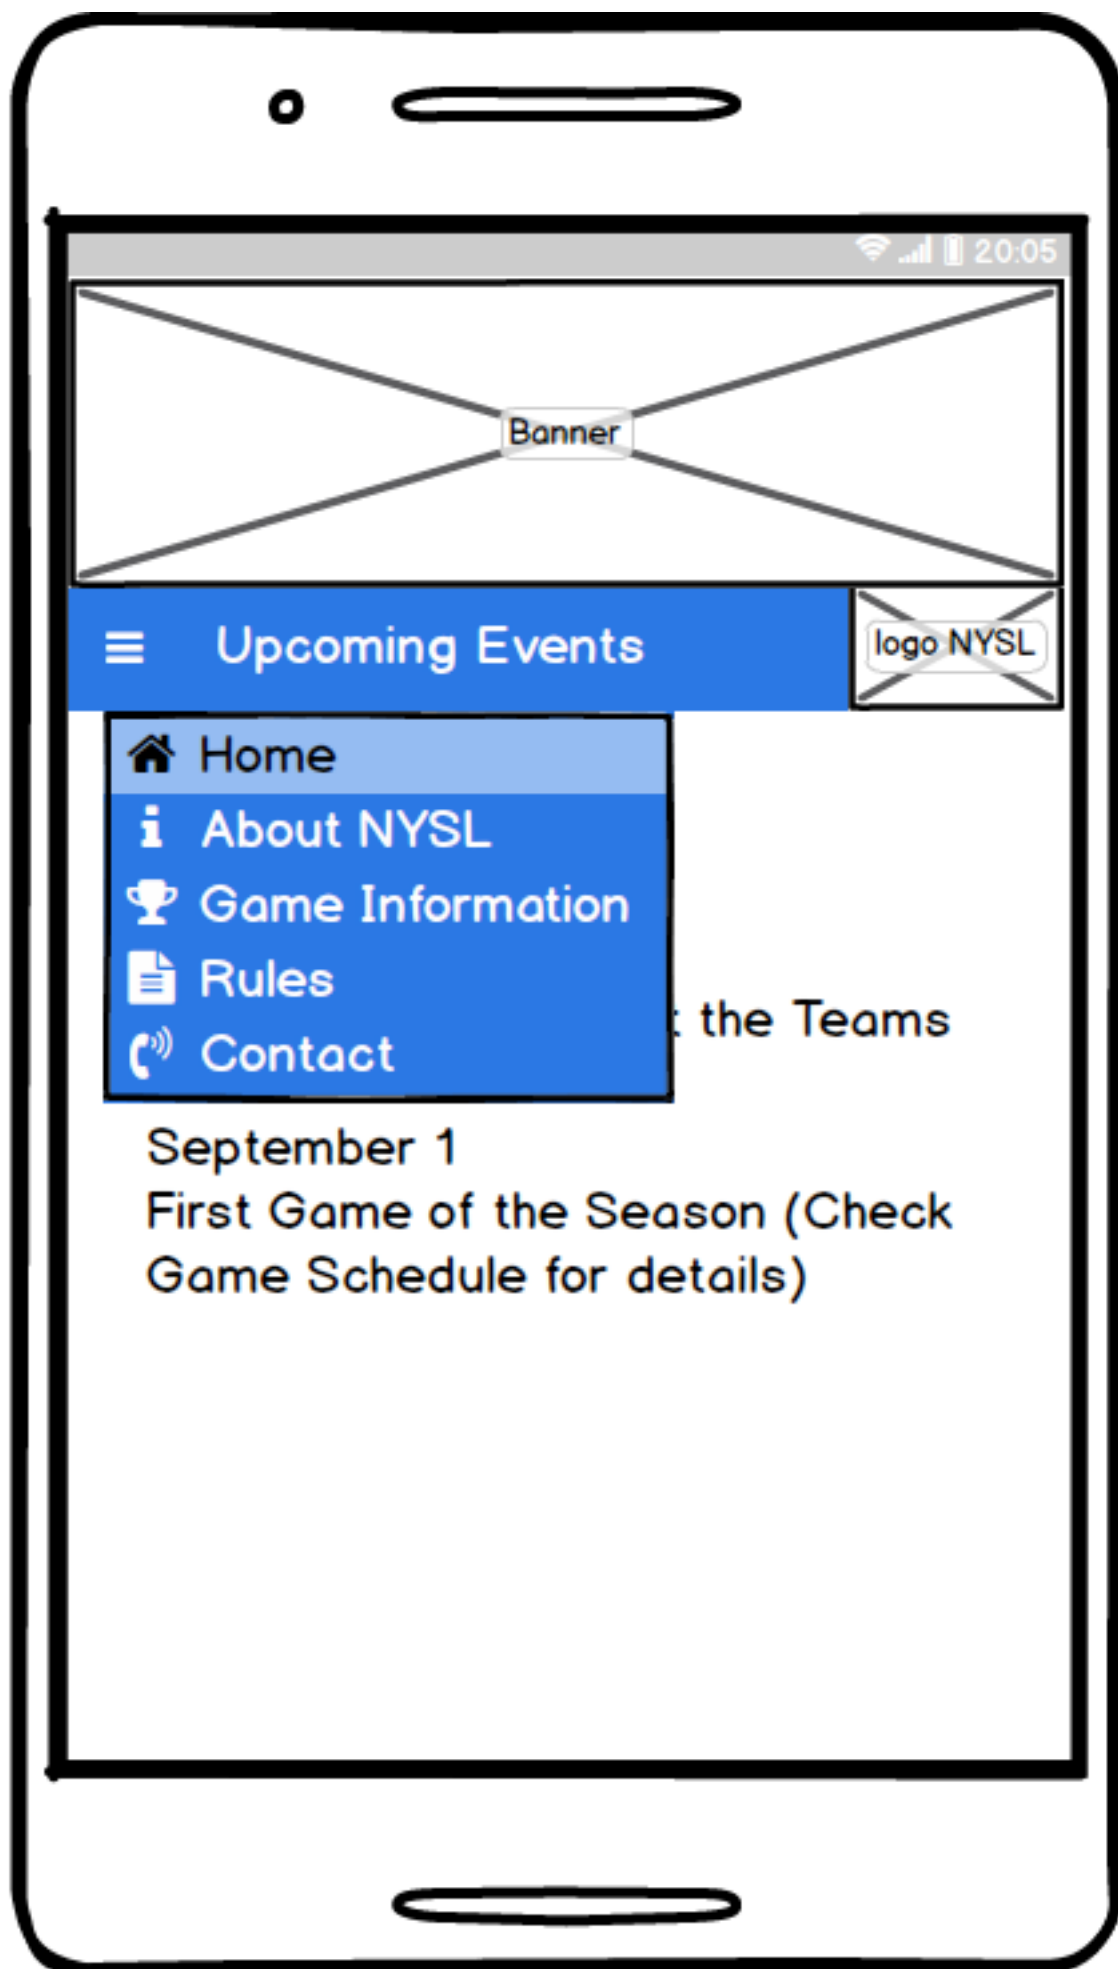 20:05
Banner
Upcoming Events
logo NYSL
Home
About NYSL
Game Information
Rules
the Teams
Contact
September 1
First Game of the Season (Check
Game Schedule for details)